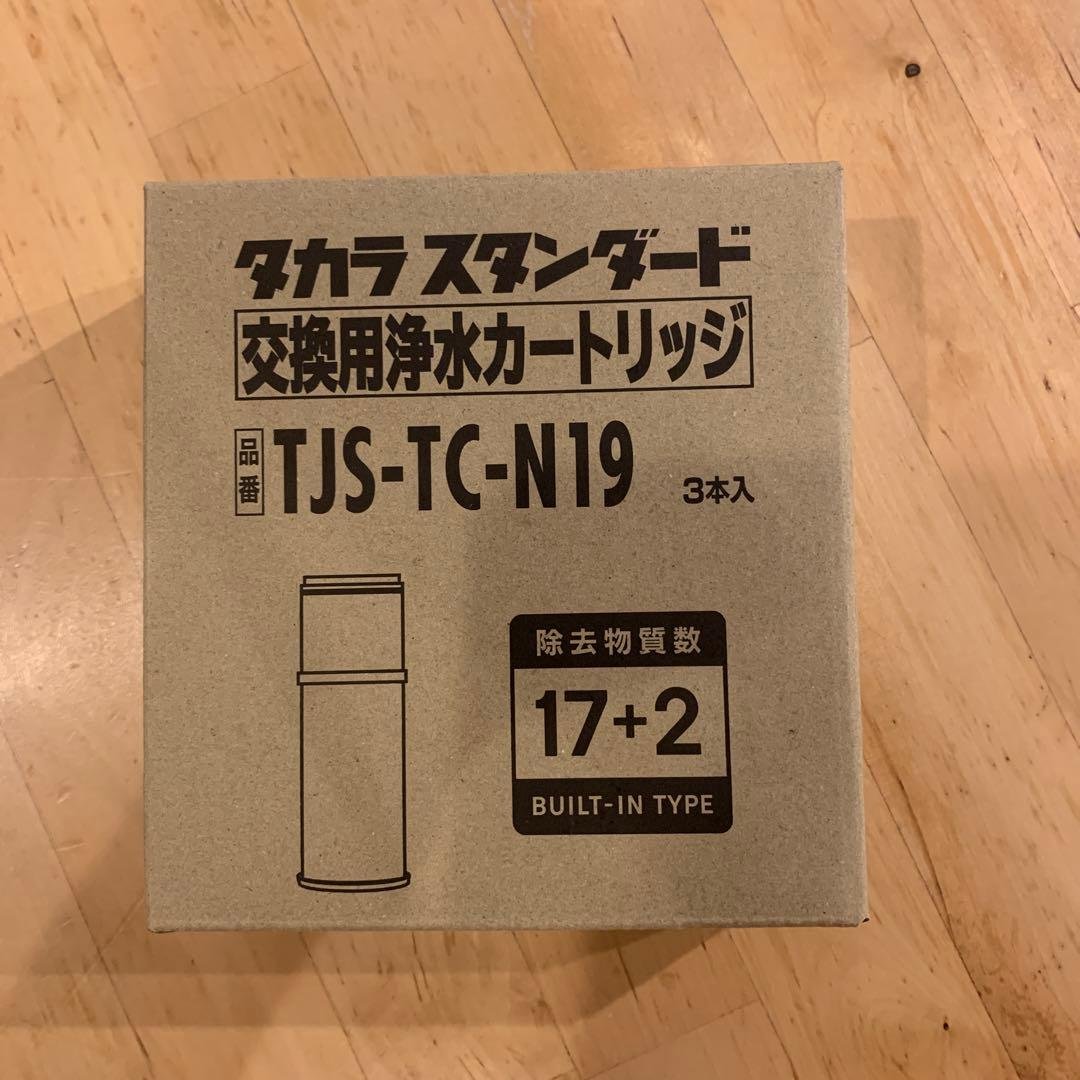 タカラスタンダード
交換用浄水カートリッジ
品番 TJS-TC-N19 3本入
除去物質数
17+2
BUILT-IN TYPE